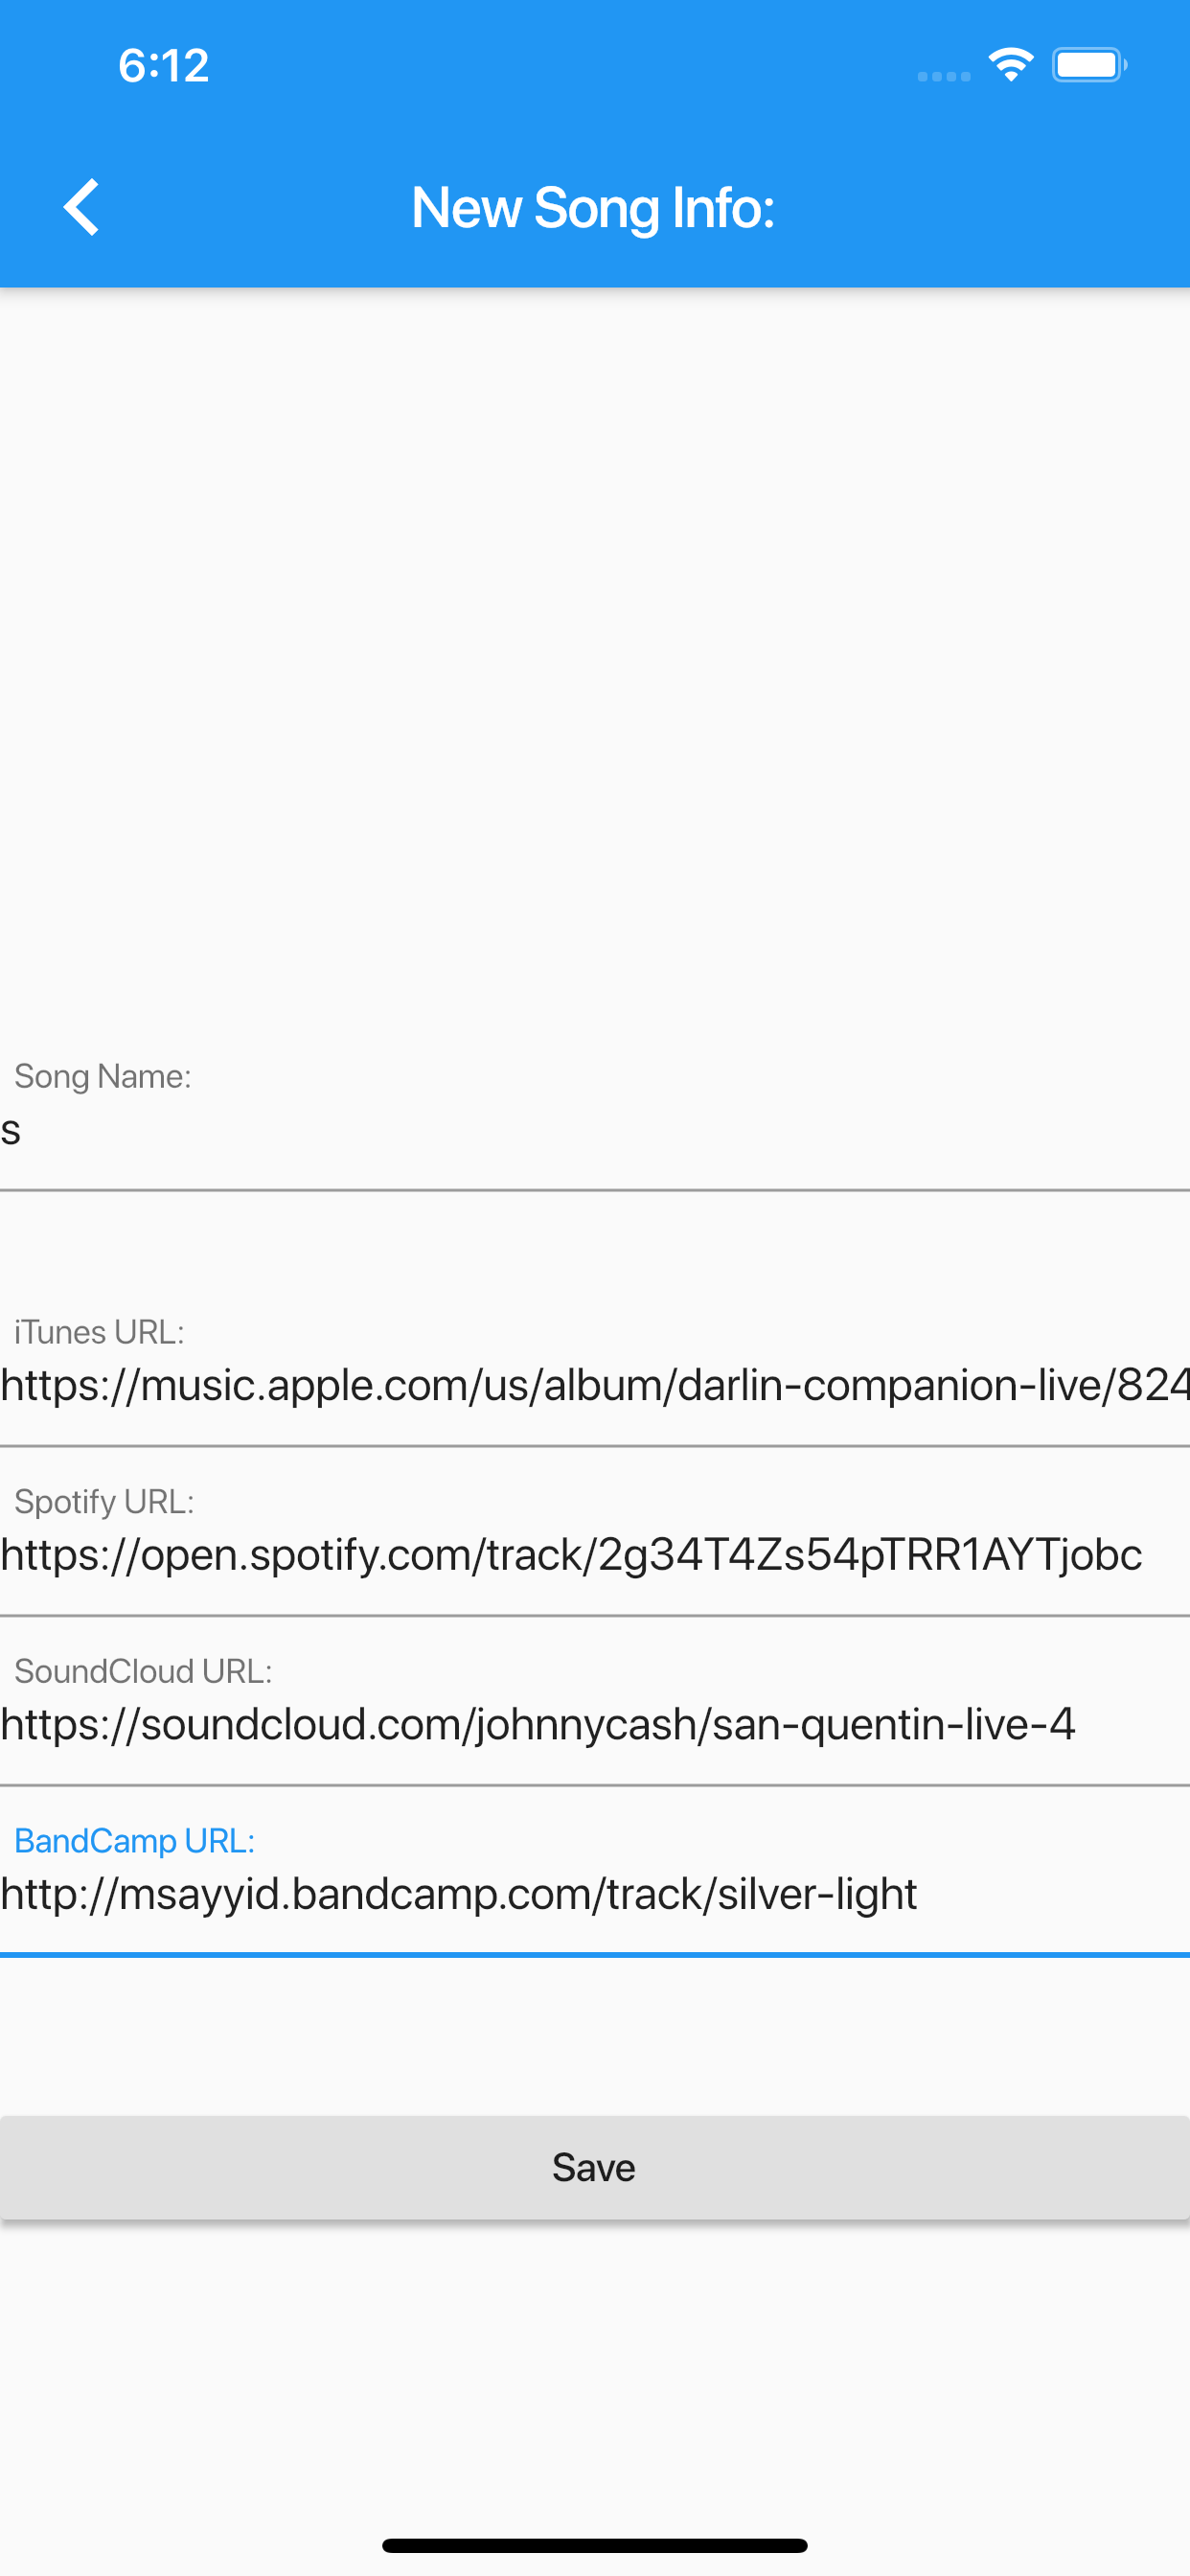 6:12
New Song Info:
Song Name:
s
iTunes URL:
https://music.apple.com/us/album/darlin-companion-live/824
Spotify URL:
https://open.spotify.com/track/2g34T4Zs54pTRR1AYTjobc
SoundCloud URL:
https://soundcloud.com/johnnycash/san-quentin-live-4
BandCamp URL:
http://msayyid.bandcamp.com/track/silver-light
Save